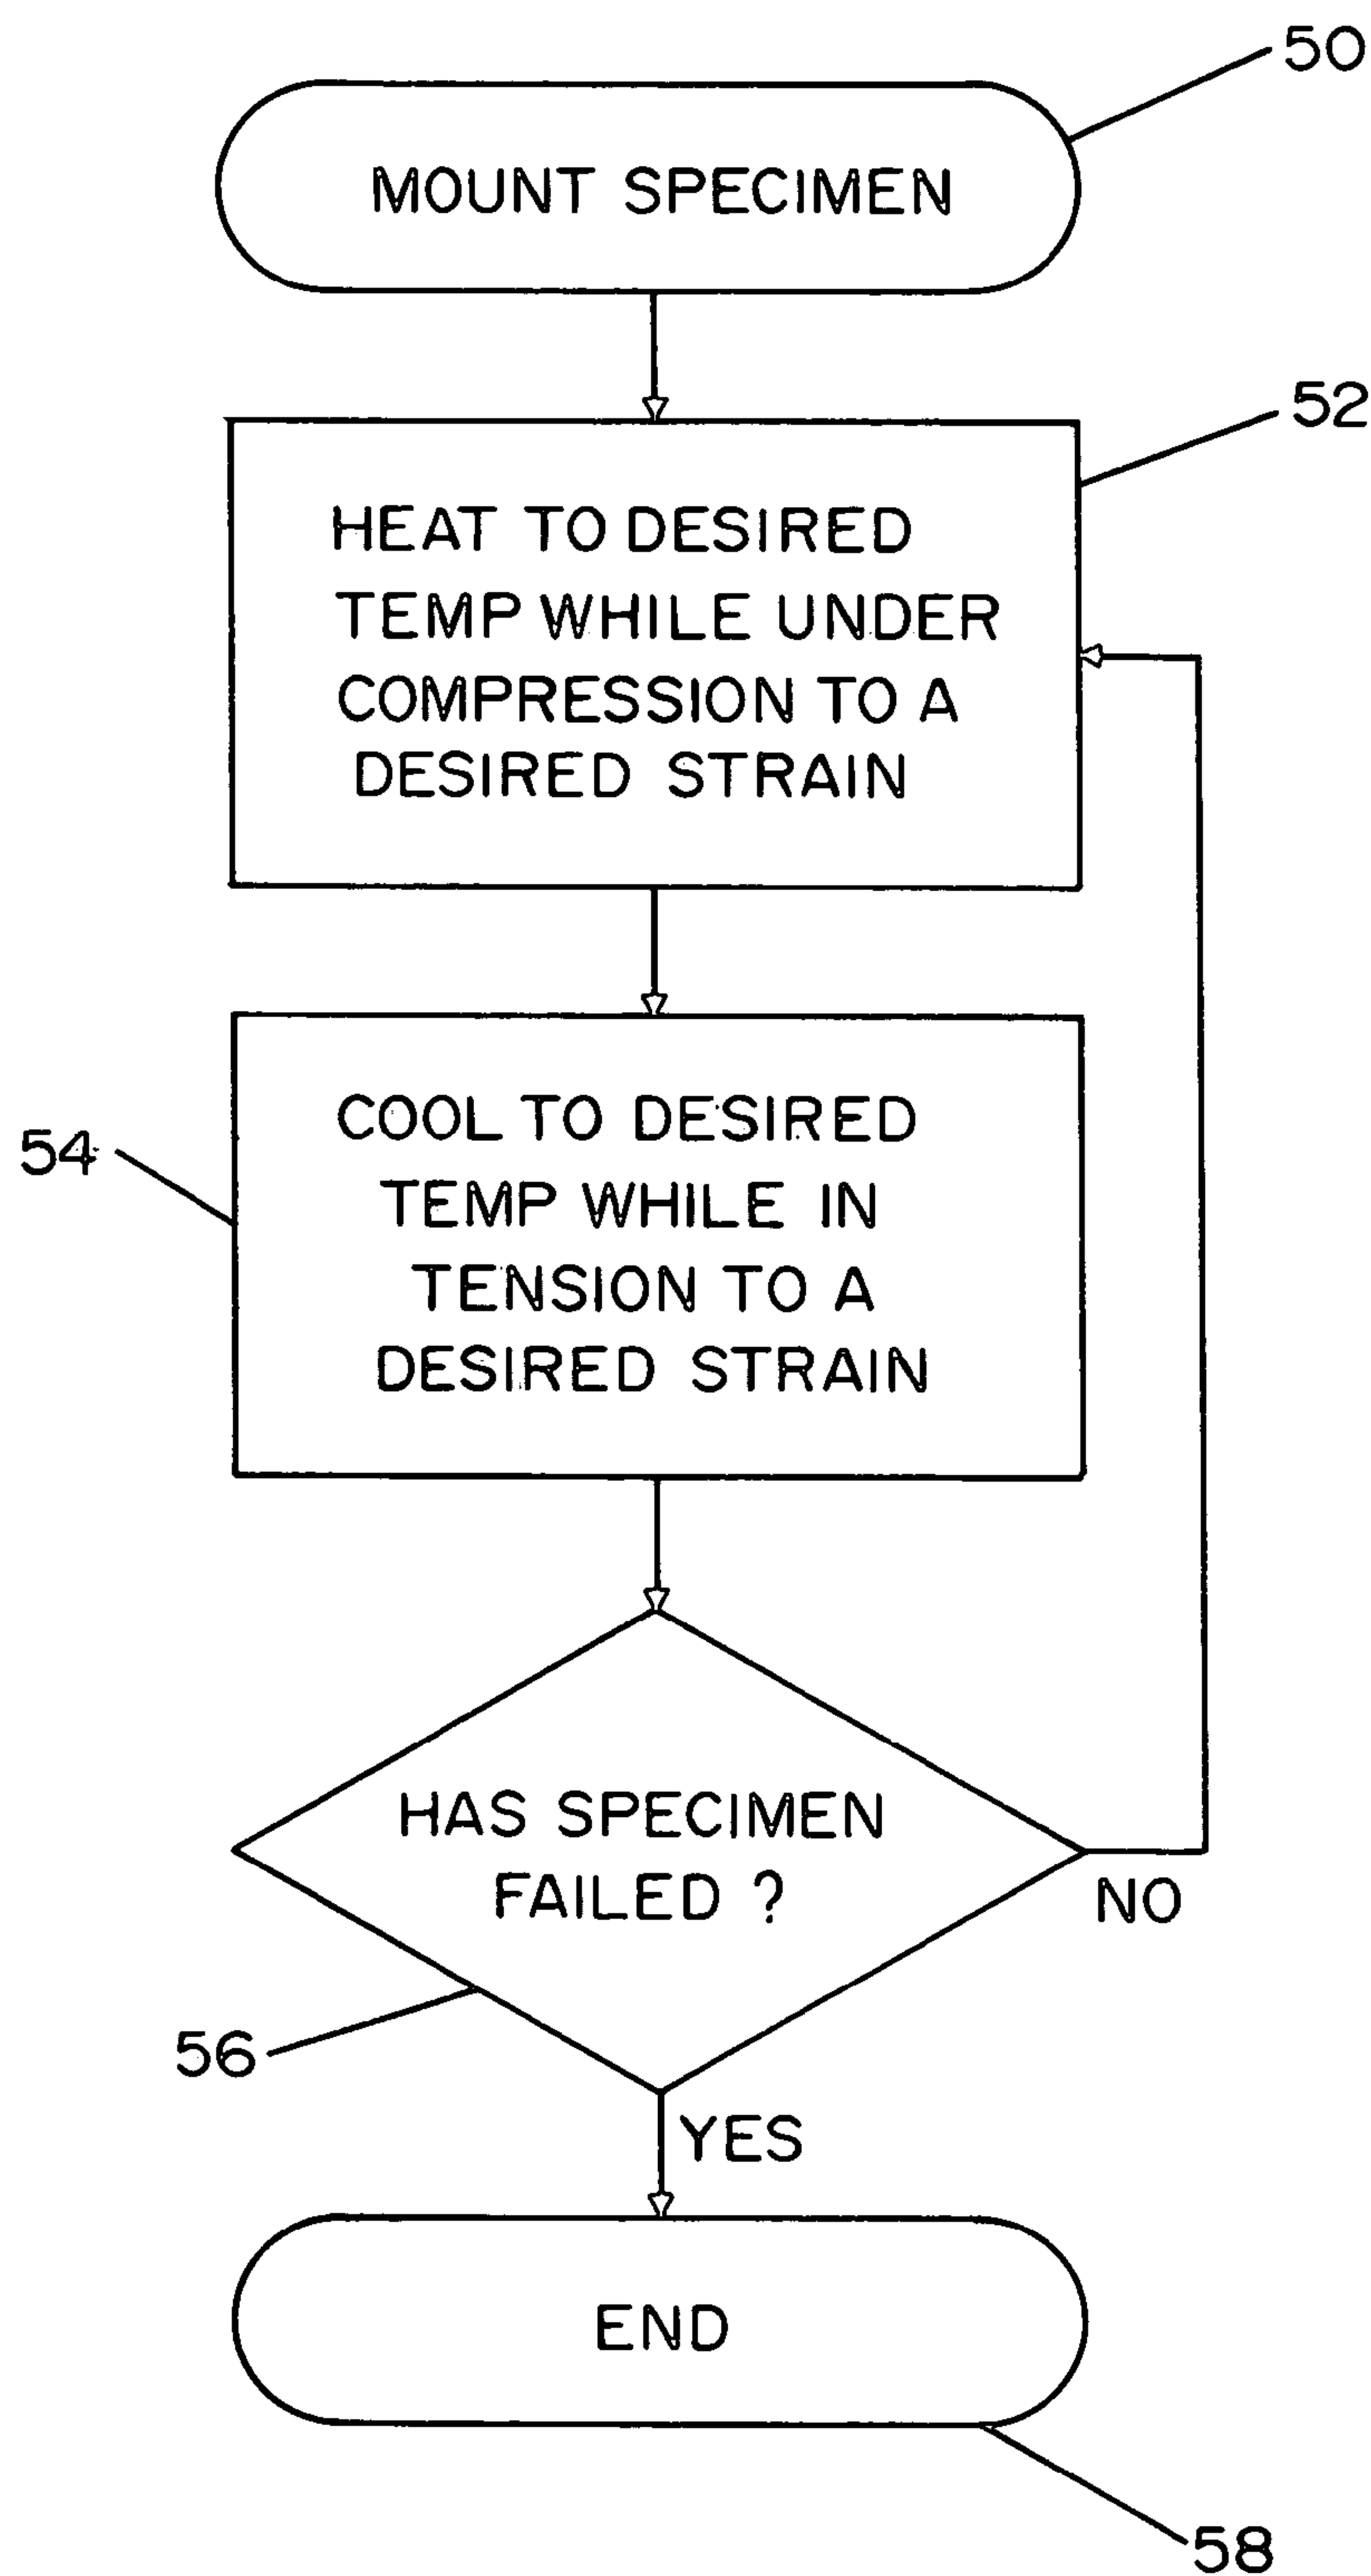 50
MOUNT SPECIMEN
52
HEAT TO DESIRED
TEMP WHILE UNDER
COMPRESSION TO A
DESIRED STRAIN
54
COOL TO DESIRED
TEMP WHILE IN
TENSION TO A
DESIRED STRAIN
HAS SPECIMEN
FAILED ?
NO
56
YES
END
58